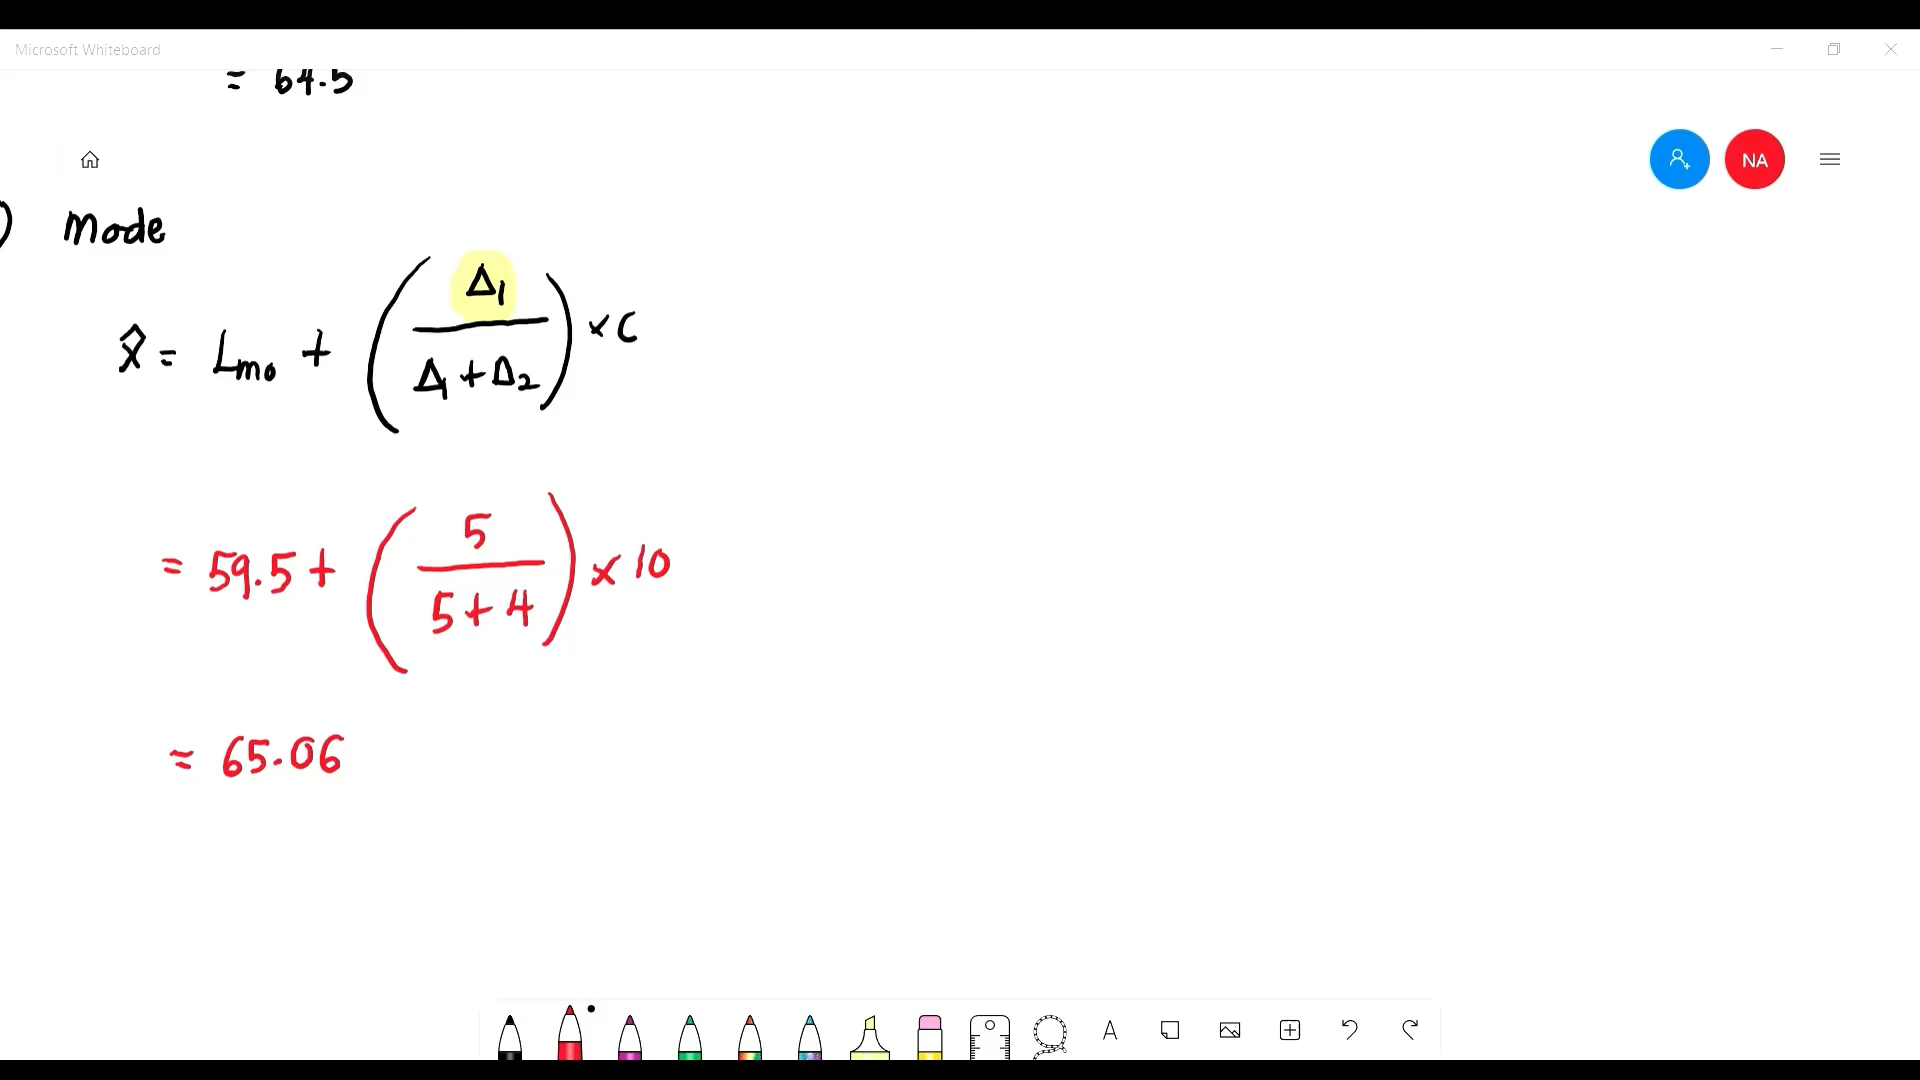 Microsoft Whiteboard
= 64.5
NA
) Mode
x̂ = Lmo + (Δ1 / Δ1 + Δ2) × C
= 59.5 + (5 / 5 + 4) × 10
≈ 65.06
A